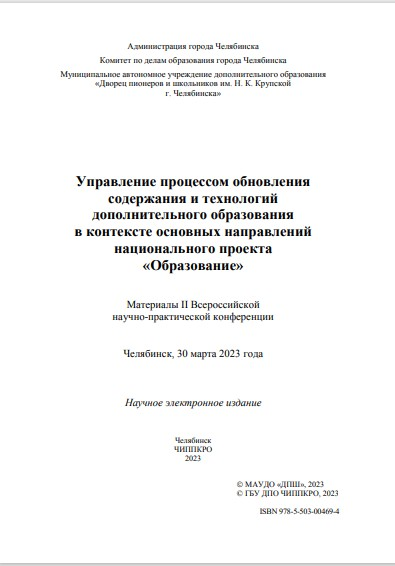 Администрация города Челябинска
Комитет по делам образования города Челябинска
Муниципальное автономное учреждение дополнительного образования
«Дворец пионеров и школьников им. Н. К. Крупской
г. Челябинска»
Управление процессом обновления
содержания и технологий
дополнительного образования
в контексте основных направлений
национального проекта
«Образование»
Материалы II Всероссийской
научно-практической конференции
Челябинск, 30 марта 2023 года
Научное электронное издание
Челябинск
ЧИППКРО
2023
© МАУДО «ДПШ», 2023
© ГБУ ДПО ЧИППКРО, 2023
ISBN 978-5-503-00469-4